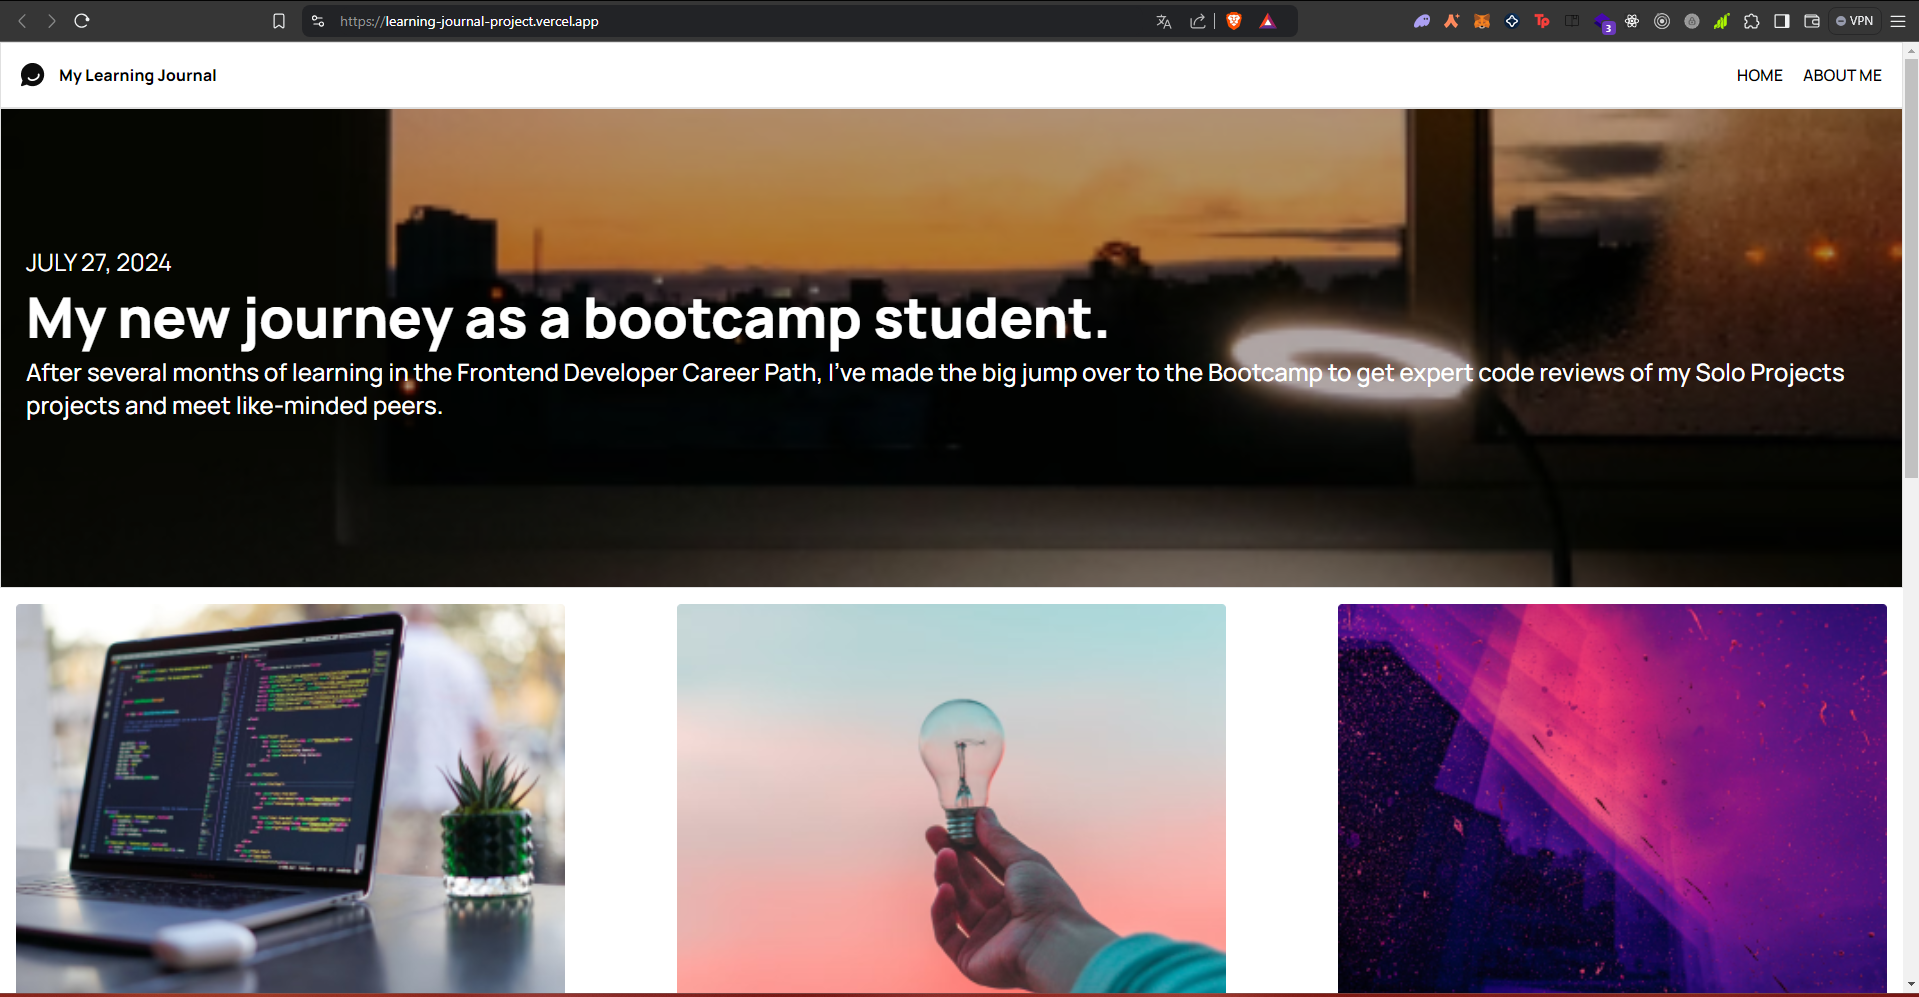 https://learning-journal-project.vercel.app
Tp
3
VPN
My Learning Journal
HOME
ABOUT ME
JULY 27, 2024
My new journey as a bootcamp student.
After several months of learning in the Frontend Developer Career Path, I've made the big jump over to the Bootcamp to get expert code reviews of my Solo Projects
projects and meet like-minded peers.